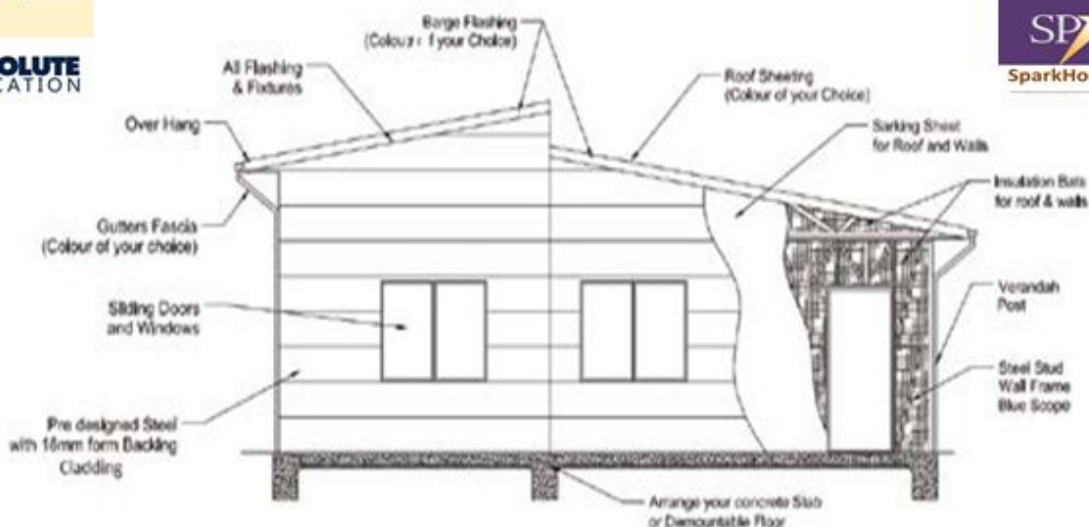 OLUTE
CATION
SP
SparkHo
Barge Flashing
(Colour f your Choice)
All Flashing
& Fixtures
Over Hang
Roof Sheeting
(Colour of your Choice)
Sarking Sheet
for Roof and Walls
Insulation Bats
for roof & walls
Gutters Fascia
(Colour of your choice)
Sliding Doors
and Windows
Verandah
Post
Steel Stud
Wall Frame
Blue Scope
Pre designed Steel
with 16mm form Backing
Cladding
Arrange your concrete Slab
or Demountable Floor